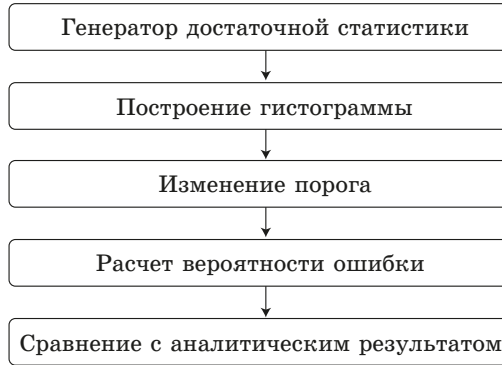 Генератор достаточной статистики
Построение гистограммы
Изменение порога
Расчет вероятности ошибки
Сравнение с аналитическим результатом